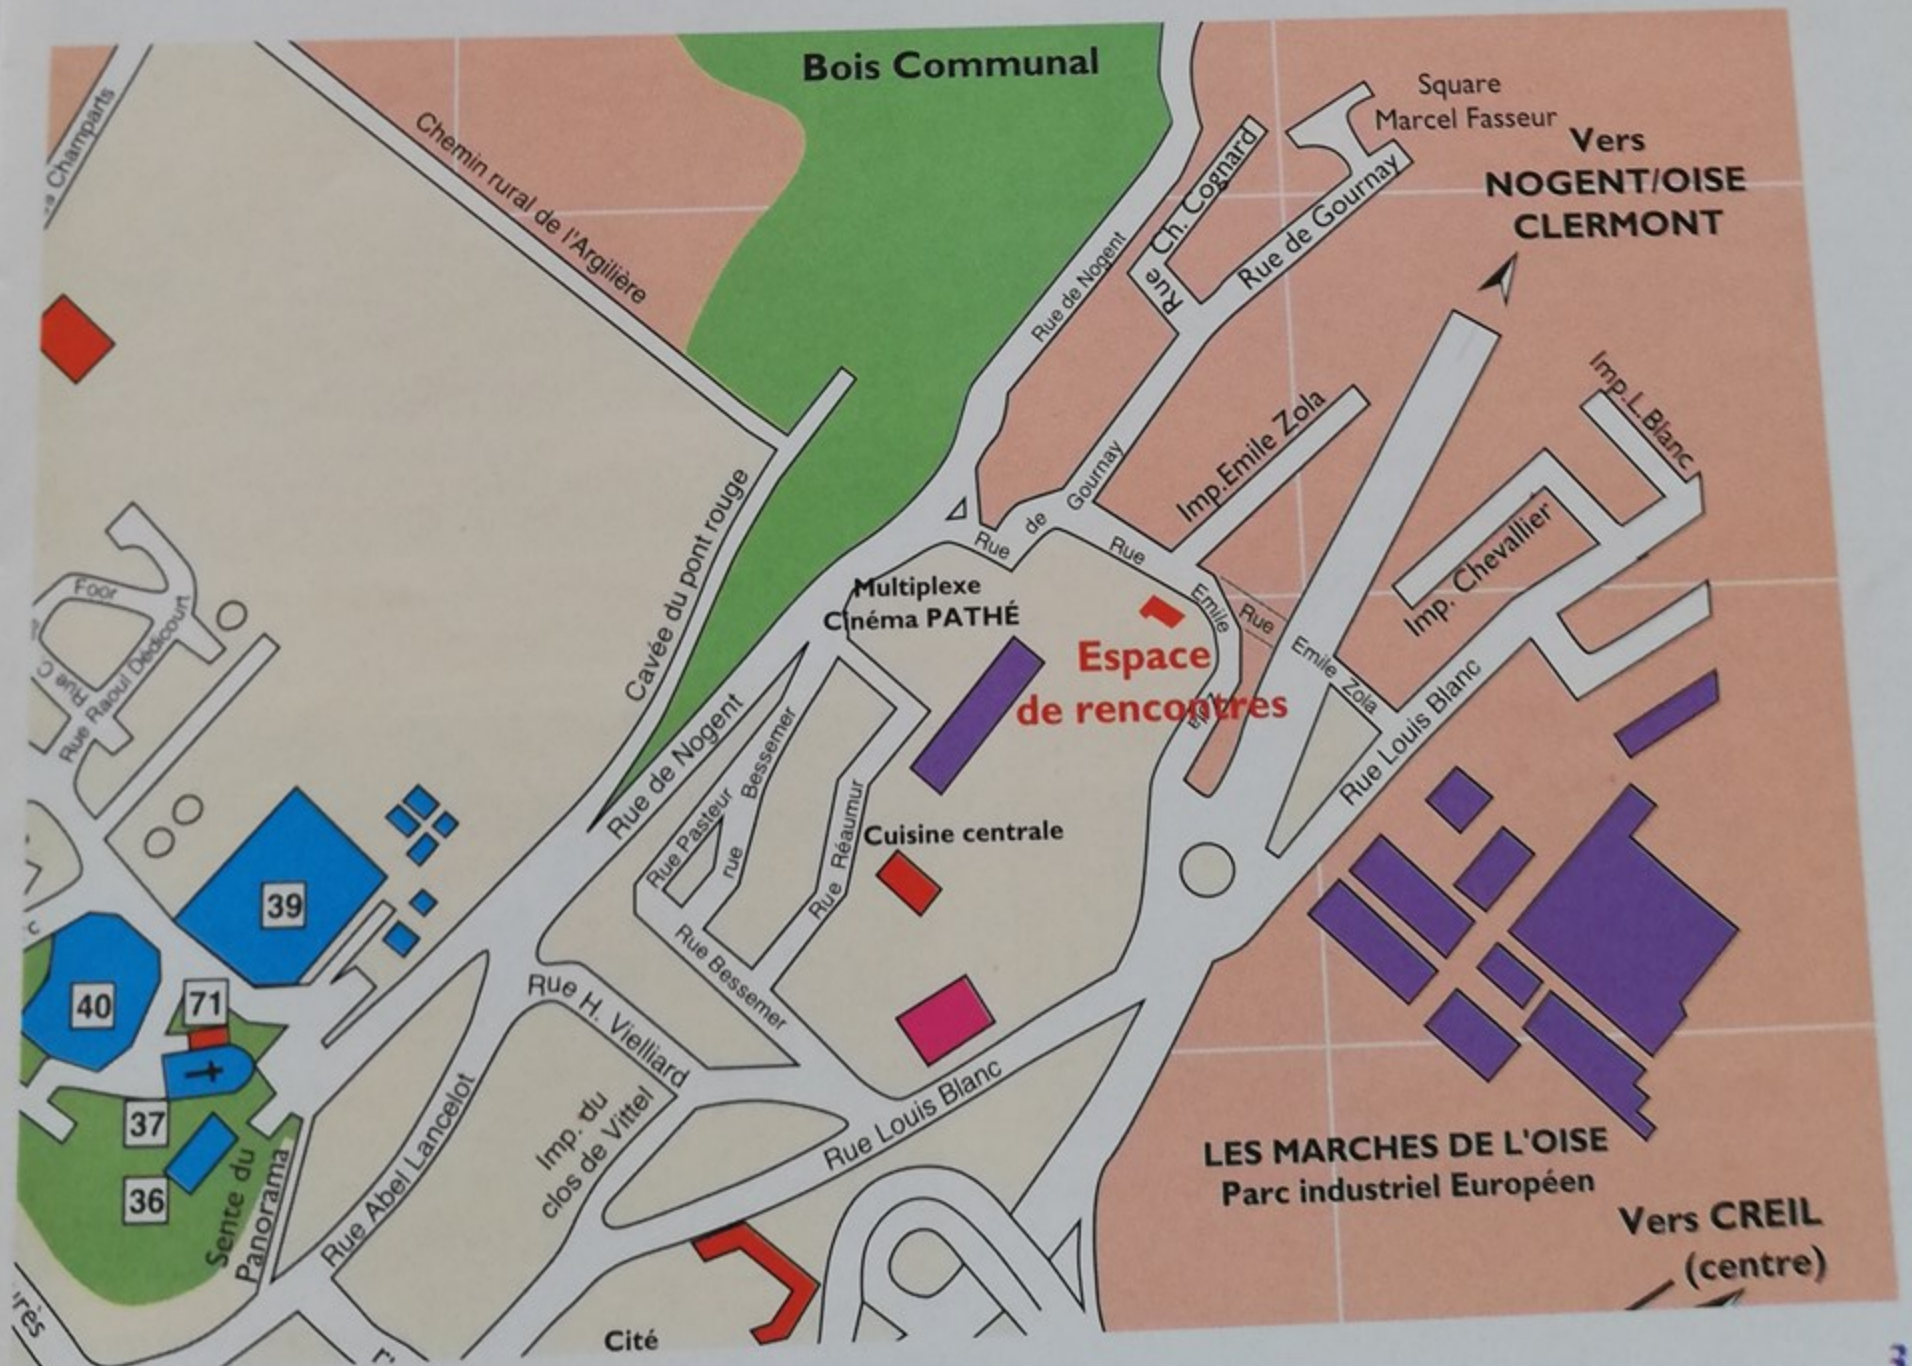 Bois Communal
Square
Marcel Fasseur
Vers
NOGENT/OISE
CLERMONT
Champarts
Chemin rural de l'Argilière
Rue Ch. Cognard
Rue de Gournay
Rue de Nogent
Imp.L.Blanc
Imp.Emile Zola
Rue de Gournay
Cavée du pont rouge
Rue
Emile
Imp. Chevallier
Multiplexe
Cinéma PATHÉ
Rue
Emile Zola
Foor
Rue C
Rue Raoul Dédicourt
Espace
de rencontres
Rue de Nogent
Rue Louis Blanc
rue Bessemer
Rue Pasteur
Rue Réaumur
Cuisine centrale
39
40
71
Rue Bessemer
Rue H. Vielliard
Rue Louis Blanc
Imp. du
clos de Vittel
Rue Abel Lancelot
37
36
Sente du
Panorama
LES MARCHES DE L'OISE
Parc industriel Européen
Vers CREIL
(centre)
Cité